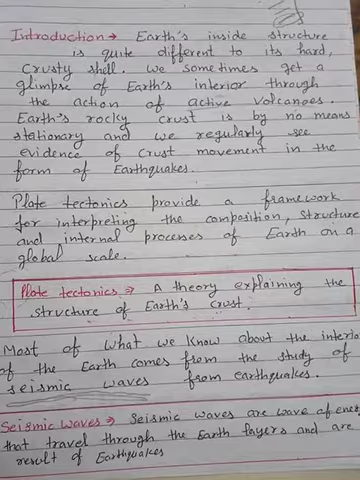 Introduction → Earth's inside structure
is quite different to its hard,
crusty shell. We sometimes get a
glimpse of Earth's interior through
the action of active volcanoes.
Earth's rocky crust is by no means
stationary and we regularly see
evidence of crust movement in the
form of Earthquakes.
Plate tectonics provide a framework
for interpreting the composition, structure
and internal processes of Earth on a
global scale.
Plate tectonics → A theory explaining the
structure of Earth's crust.
Most of what we know about the interio
of the Earth comes from the study of
seismic waves from earthquakes.
Seismic waves → Seismic waves are wave of ener
that travel through the Earth layers and are
result of Earthquakes